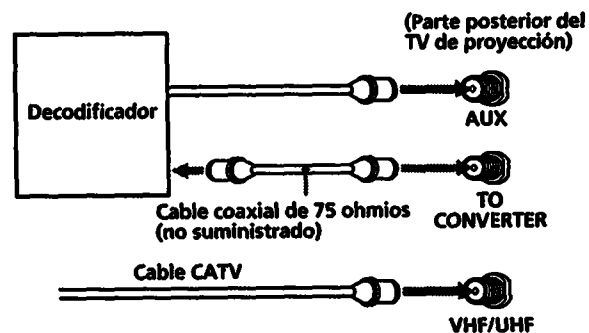 (Parte posterior del
TV de proyección)
Decodificador
AUX
Cable coaxial de 75 ohmios
(no suministrado)
TO
CONVERTER
Cable CATV
VHF/UHF